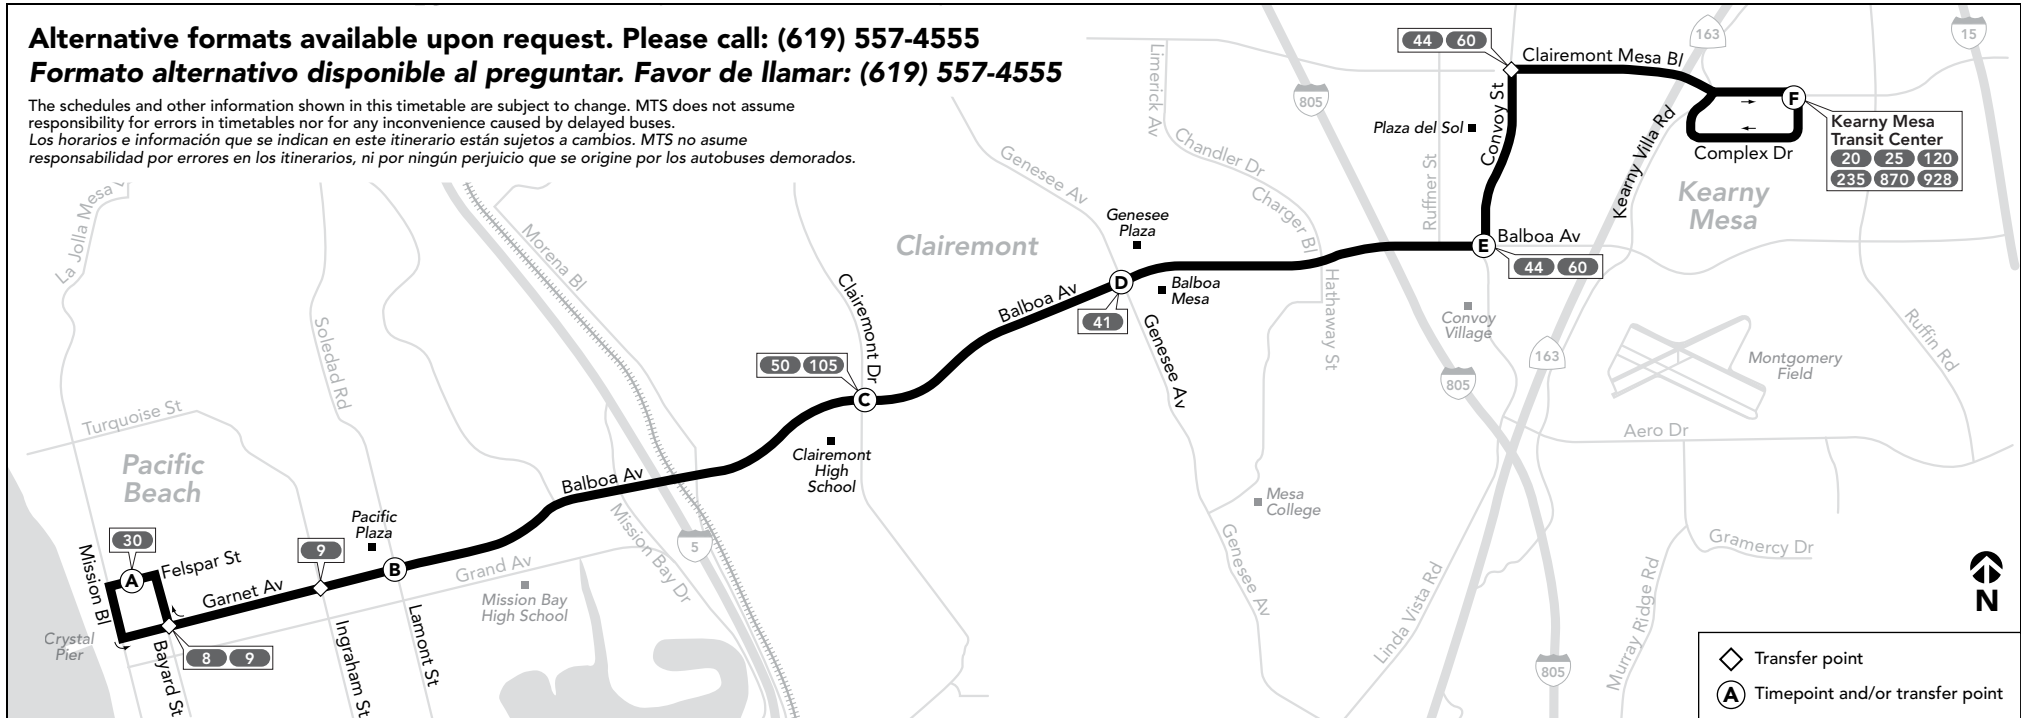 Alternative formats available upon request. Please call: (619) 557-4555
Formato alternativo disponible al preguntar. Favor de llamar: (619) 557-4555
The schedules and other information shown in this timetable are subject to change. MTS does not assume
responsibility for errors in timetables nor for any inconvenience caused by delayed buses.
Los horarios e información que se indican en este itinerario están sujetos a cambios. MTS no asume
responsabilidad por errores en los itinerarios, ni por ningún perjuicio que se origine por los autobuses demorados.
44 60
Clairemont Mesa Bl
163
15
805
Limerick Av
Plaza del Sol
Convoy St
F
Kearny Mesa
Transit Center
20 25 120
235 870 928
Complex Dr
Kearny Villa Rd
Kearny
Mesa
Chandler Dr
Genesee Av
Charger Bl
Ruffner St
La Jolla Mesa
Morena Bl
Clairemont
Genesee
Plaza
E
Balboa Av
44 60
D
Balboa
Mesa
41
Balboa Av
Genesee Av
Hathaway St
Convoy
Village
Clairemont Dr
Soledad Rd
50 105
C
163
805
Montgomery
Field
Ruffin Rd
Turquoise St
Aero Dr
Clairemont
High
School
Pacific
Beach
Balboa Av
Mesa
College
Pacific
Plaza
Mission Bay Dr
5
Genesee Av
Gramercy Dr
30
9
A
Felspar St
B
Mission Bl
Garnet Av
Grand Av
Mission Bay
High School
Crystal
Pier
8 9
Bayard St
Ingraham St
Lamont St
Linda Vista Rd
805
Murray Ridge Rd
N
Transfer point
A Timepoint and/or transfer point